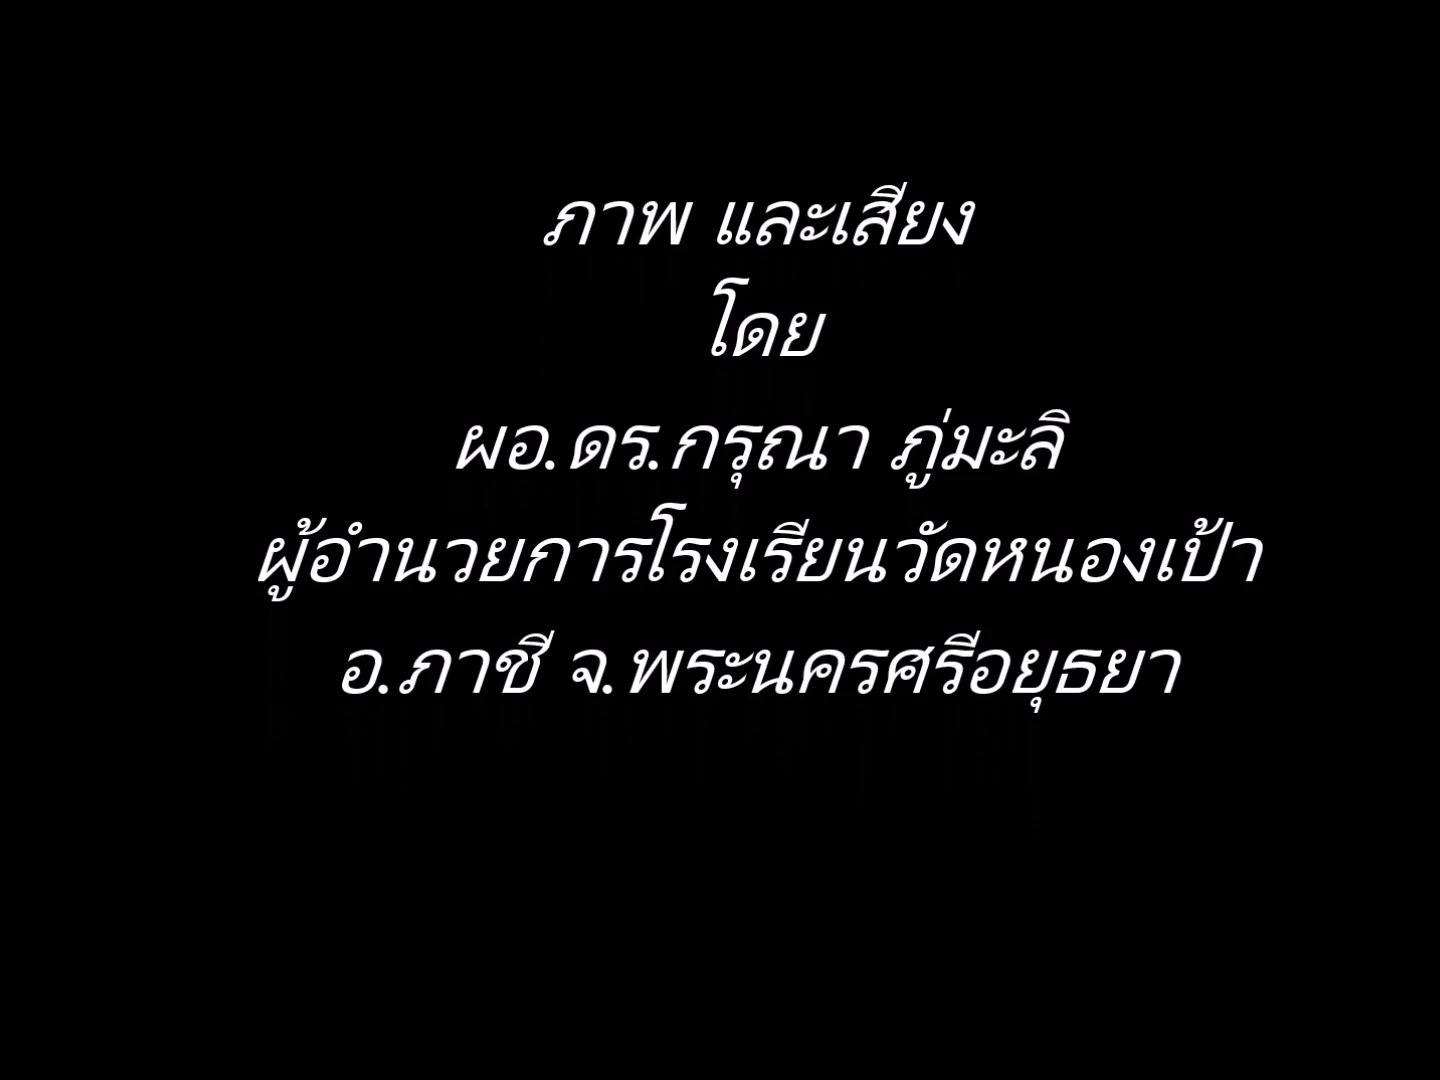 ภาพ และเสียง
โดย
ผอ.ดร.กรุณา ภู่มะลิ
ผู้อำนวยการโรงเรียนวัดหนองเป้า
อ.ภาชี จ.พระนครศรีอยุธยา